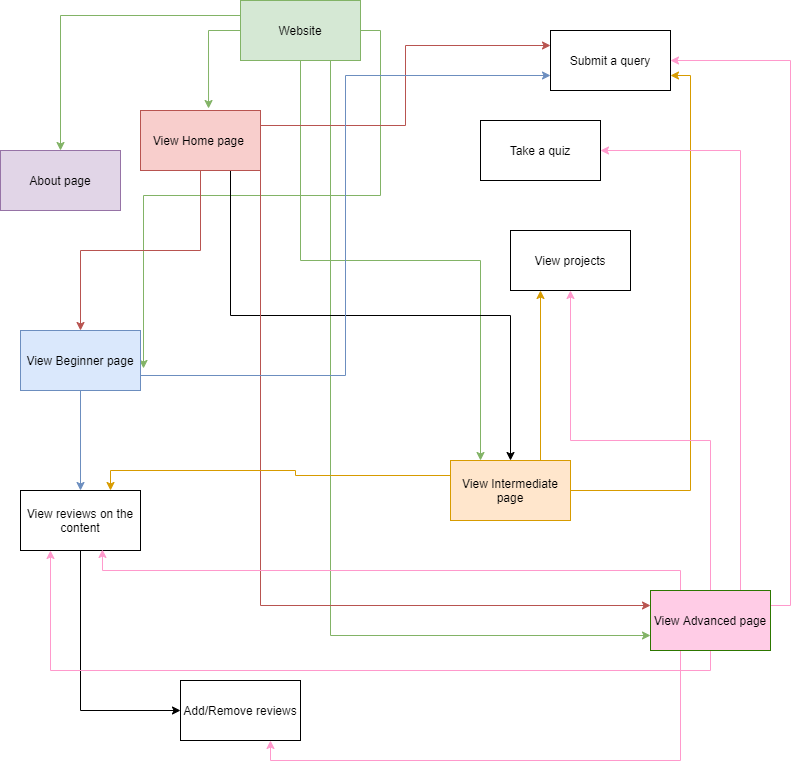 Website
Submit a query
View Home page
Take a quiz
About page
View projects
View Beginner page
View Intermediate
page
View reviews on the
content
View Advanced page
Add/Remove reviews